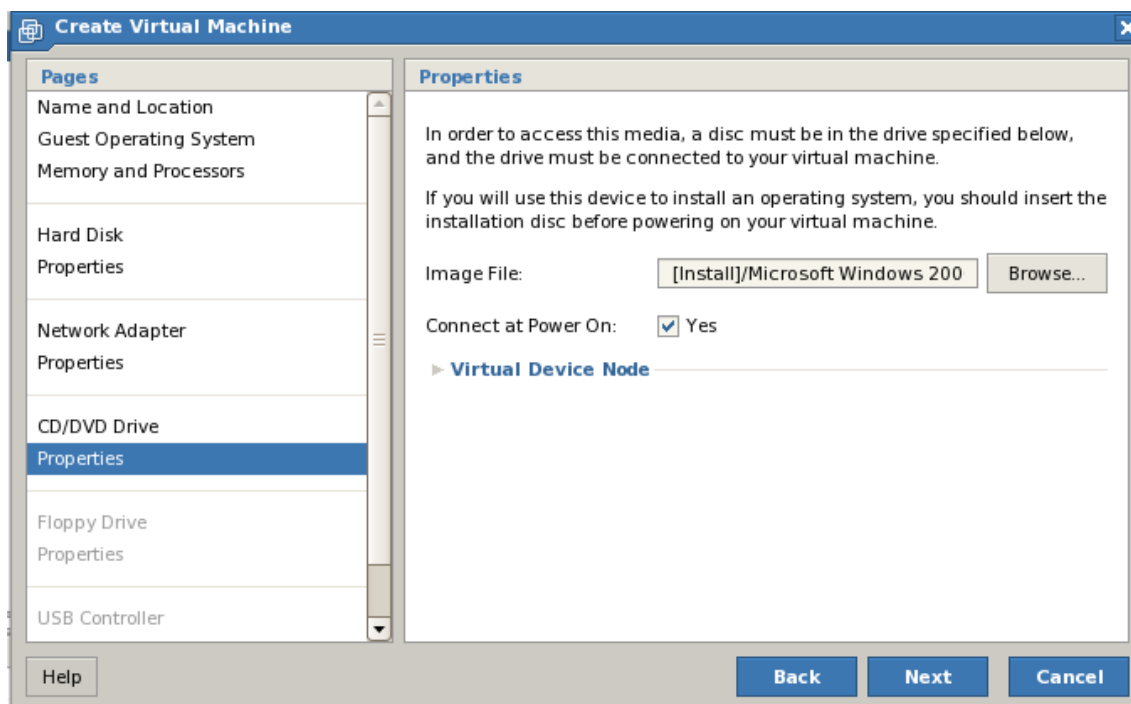 Create Virtual Machine
Pages
Name and Location
Guest Operating System
Memory and Processors
Hard Disk
Properties
Network Adapter
Properties
CD/DVD Drive
Properties
Floppy Drive
Properties
USB Controller
Properties
In order to access this media, a disc must be in the drive specified below,
and the drive must be connected to your virtual machine.
If you will use this device to install an operating system, you should insert the
installation disc before powering on your virtual machine.
Image File: [Install]/Microsoft Windows 200 Browse...
Connect at Power On: Yes
Virtual Device Node
Help Back Next Cancel